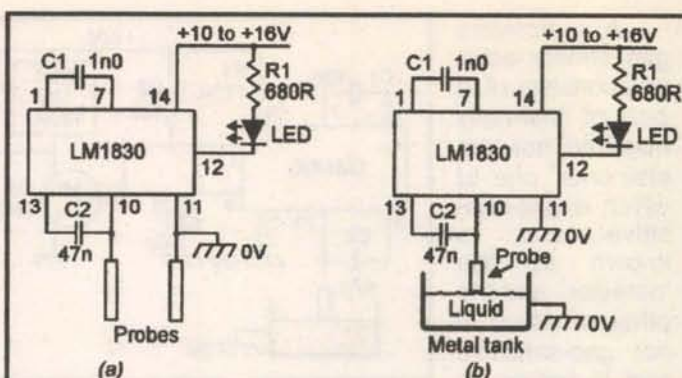 +10 to +16V
C1 1n0
R1
680R
1 7 14
LED
LM1830
12
13 C2 10 11
47n
0V
Probes
(a)
+10 to +16V
C1 1n0
R1
680R
1 7 14
LED
LM1830
12
13 C2 10 11
47n
0V
Probe
Liquid
0V
Metal tank
(b)